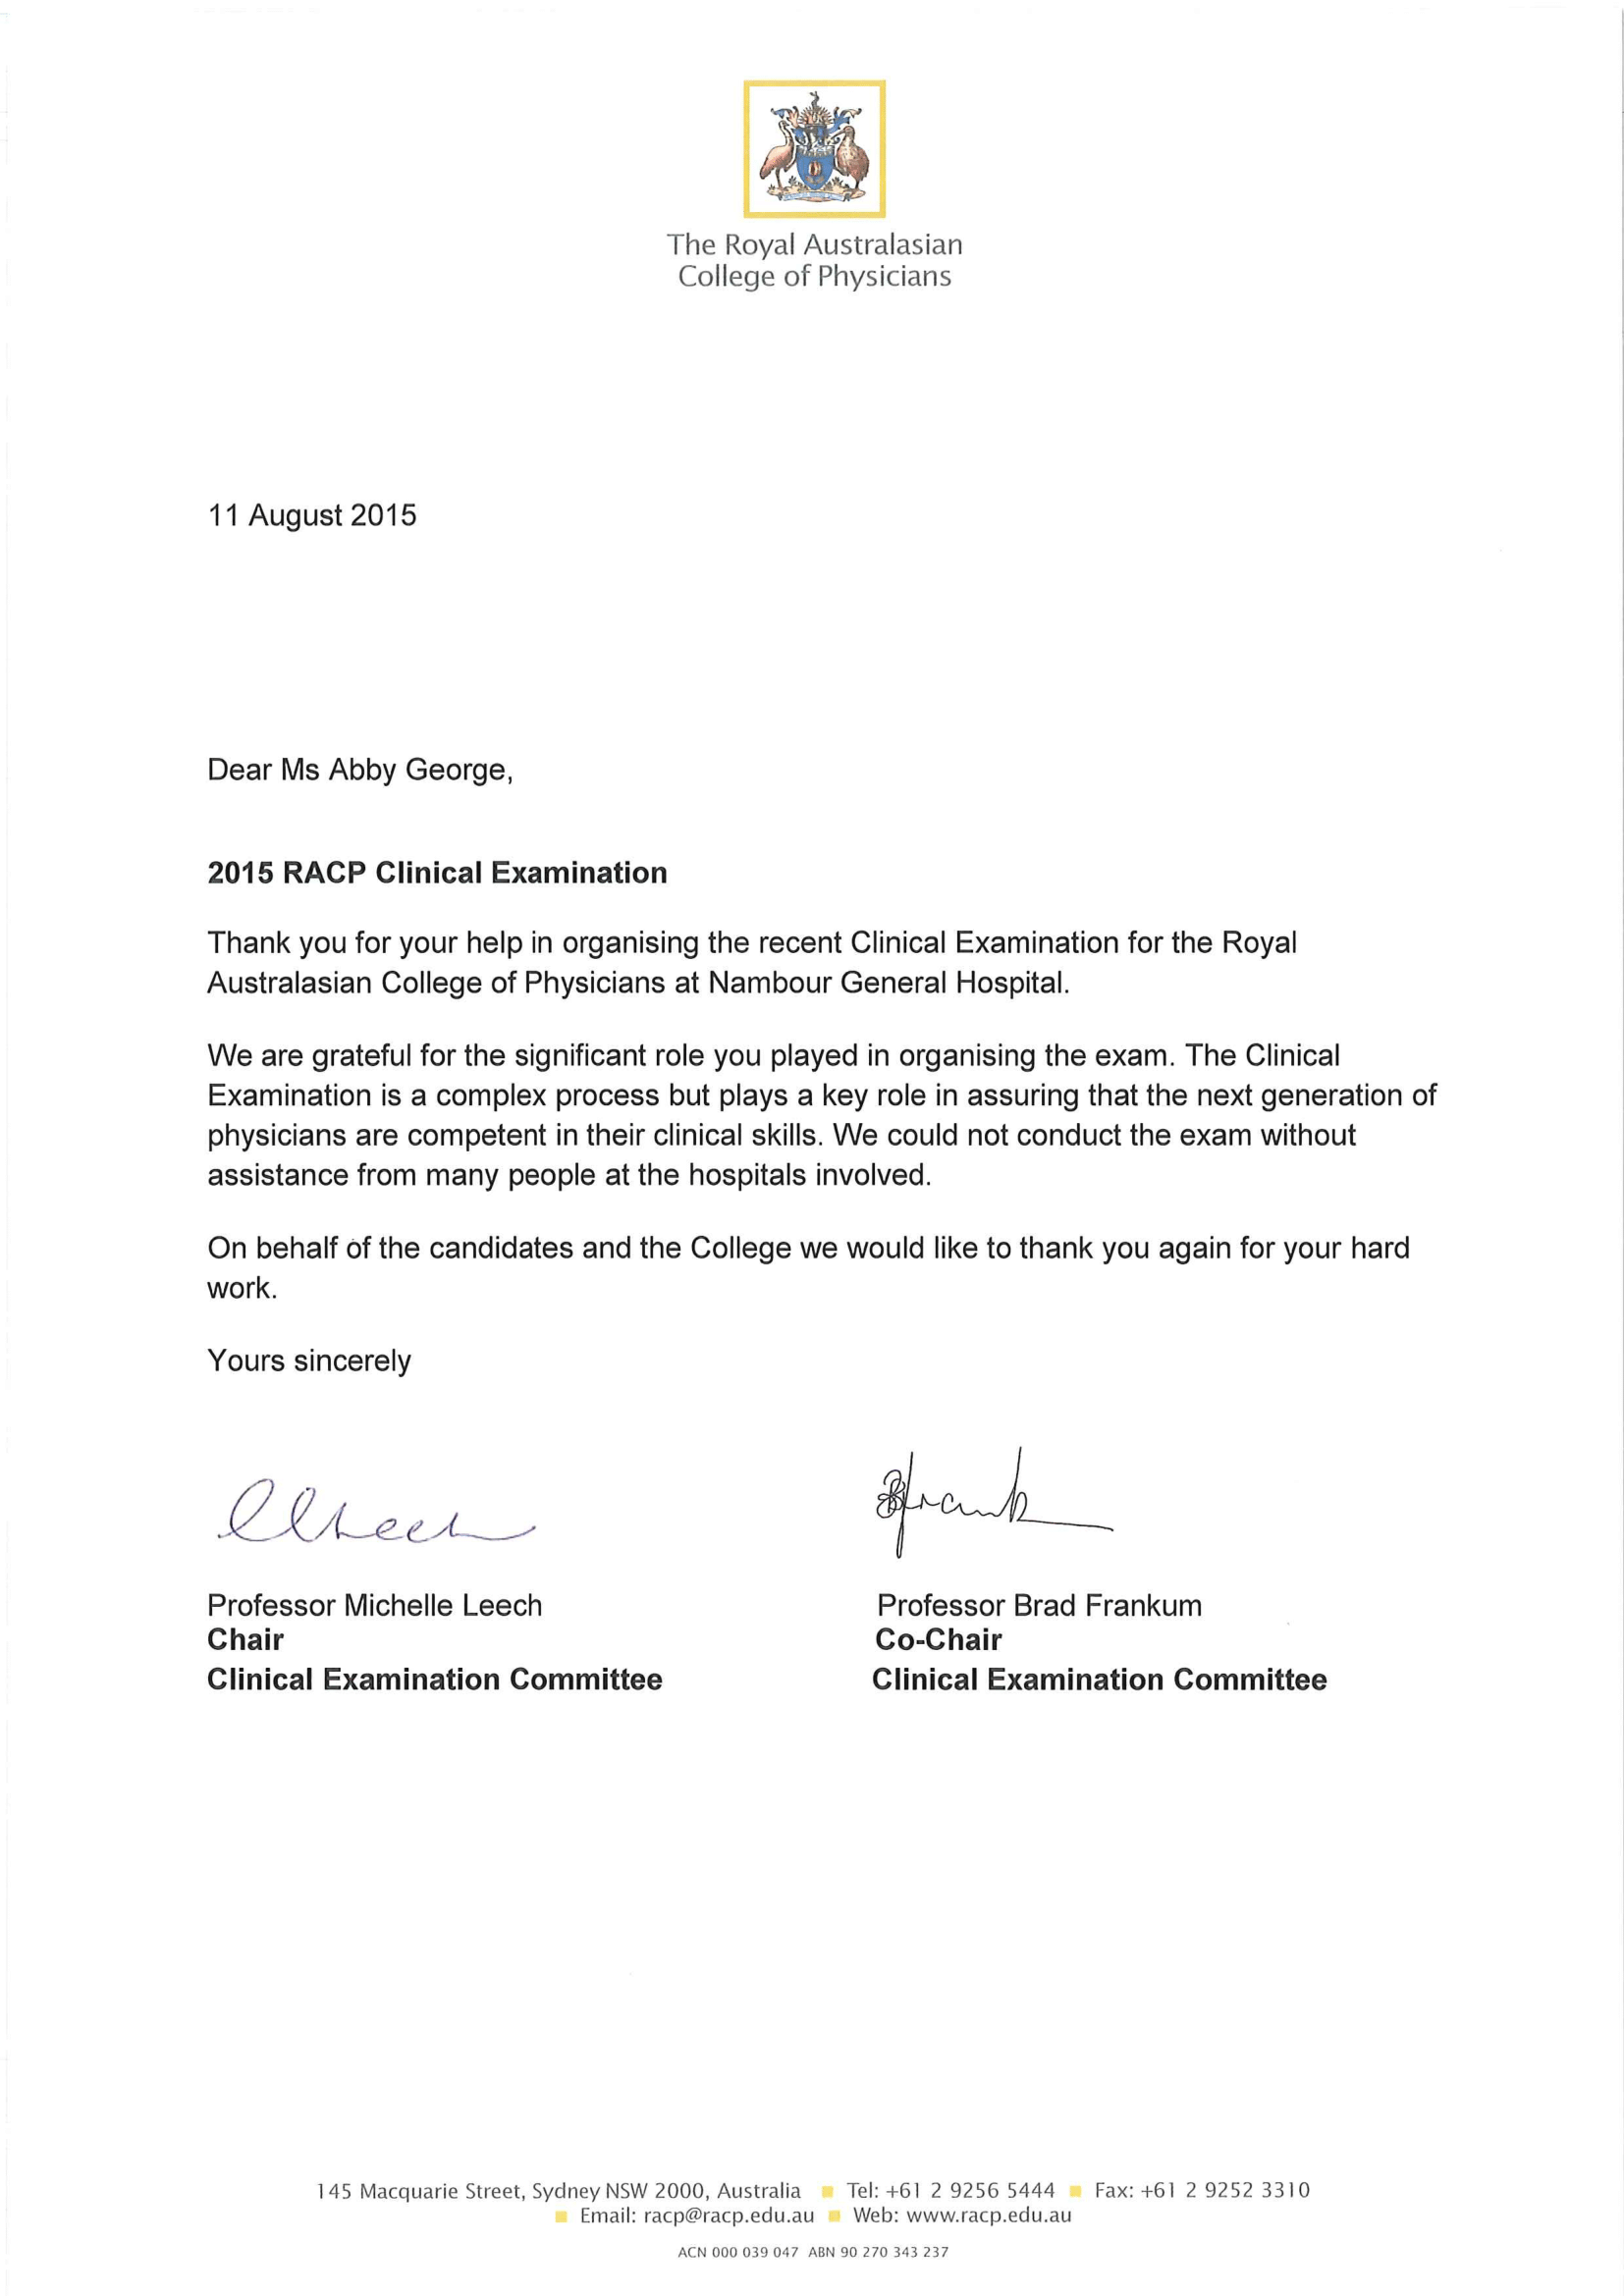 The Royal Australasian
College of Physicians
11 August 2015
Dear Ms Abby George,
2015 RACP Clinical Examination
Thank you for your help in organising the recent Clinical Examination for the Royal
Australasian College of Physicians at Nambour General Hospital.
We are grateful for the significant role you played in organising the exam. The Clinical
Examination is a complex process but plays a key role in assuring that the next generation of
physicians are competent in their clinical skills. We could not conduct the exam without
assistance from many people at the hospitals involved.
On behalf of the candidates and the College we would like to thank you again for your hard
work.
Yours sincerely
Professor Michelle Leech
Chair
Clinical Examination Committee
Professor Brad Frankum
Co-Chair
Clinical Examination Committee
145 Macquarie Street, Sydney NSW 2000, Australia Tel: +61 2 9256 5444 Fax: +61 2 9252 3310
Email: racp@racp.edu.au Web: www.racp.edu.au
ACN 000 039 047 ABN 90 270 343 237